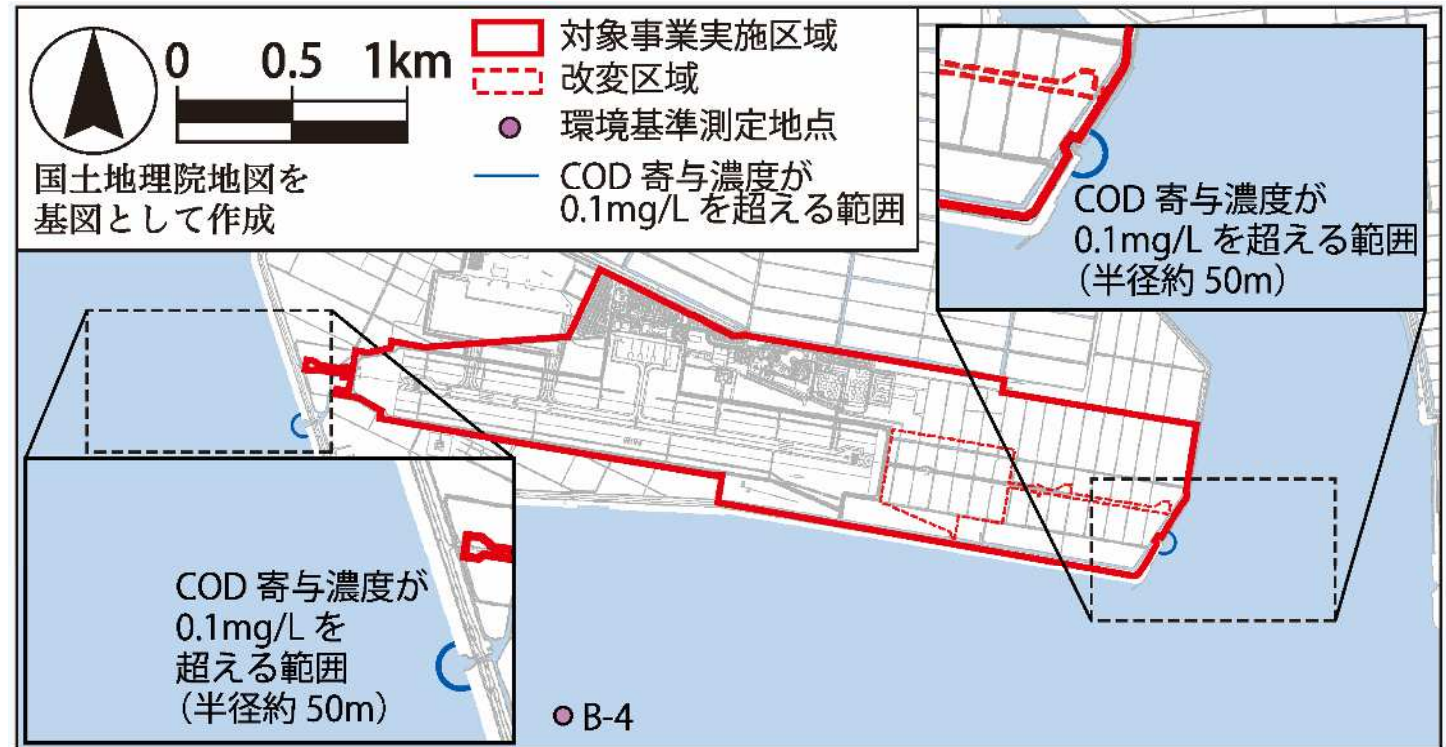 0 0.5 1km
国土地理院地図を
基図として作成
対象事業実施区域
改変区域
環境基準測定地点
COD 寄与濃度が
0.1mg/L を超える範囲
COD 寄与濃度が
0.1mg/L を超える範囲
(半径約 50m)
COD 寄与濃度が
0.1mg/L を
超える範囲
(半径約 50m)
B-4